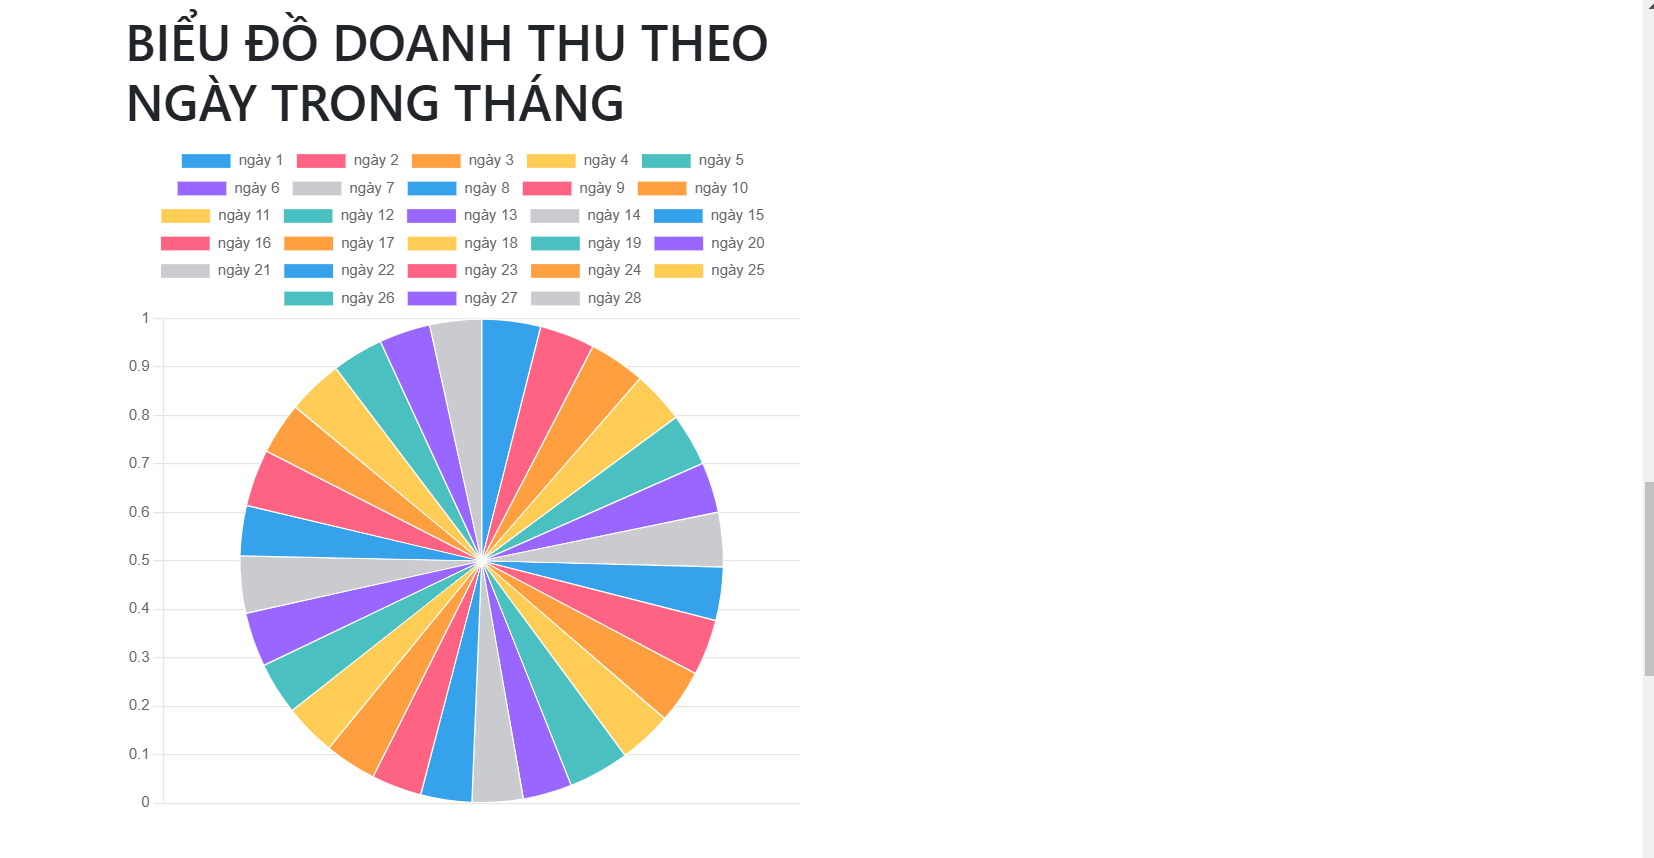 BIỂU ĐỒ DOANH THU THEO
NGÀY TRONG THÁNG
ngày 1 ngày 2 ngày 3 ngày 4 ngày 5
ngày 6 ngày 7 ngày 8 ngày 9 ngày 10
ngày 11 ngày 12 ngày 13 ngày 14 ngày 15
ngày 16 ngày 17 ngày 18 ngày 19 ngày 20
ngày 21 ngày 22 ngày 23 ngày 24 ngày 25
ngày 26 ngày 27 ngày 28
1
0.9
0.8
0.7
0.6
0.5
0.4
0.3
0.2
0.1
0